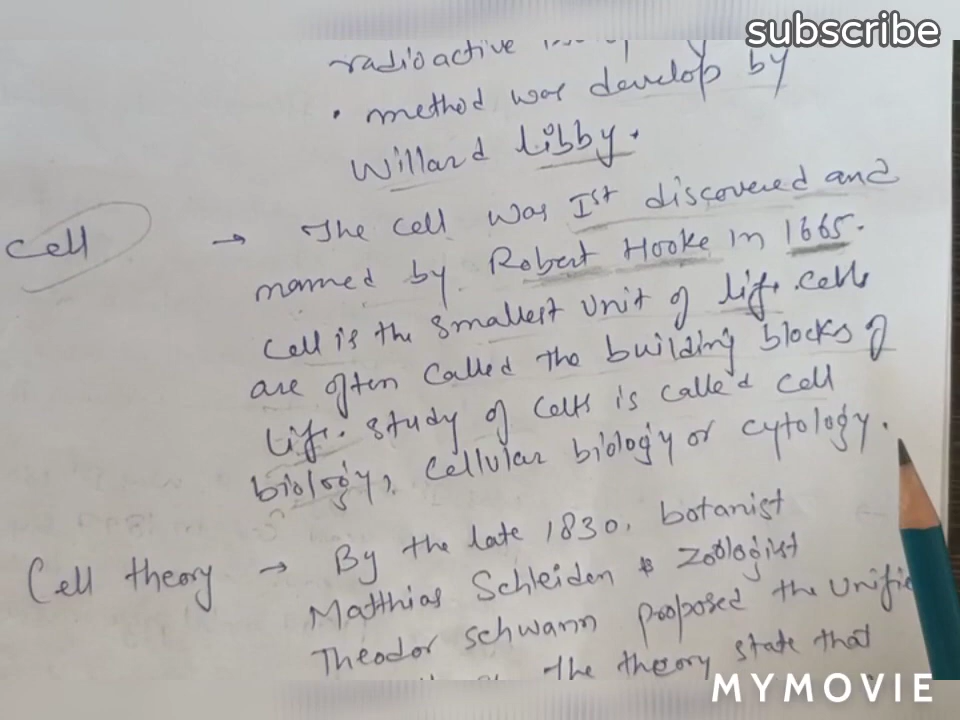 subscribe
radioactive
• method was develop by
Willard Libby.
Cell → The cell was Ist discovered and
named by Robert Hooke in 1665.
Cell is the smallest unit of life. cells
are often called the building blocks of
life. study of cells is called cell
biology, cellular biology or cytology.
Cell theory → By the late 1830, botanist
Matthias Schleiden & Zoologist
Theodor schwann proposed the unifie
The theory state that
MYMOVIE